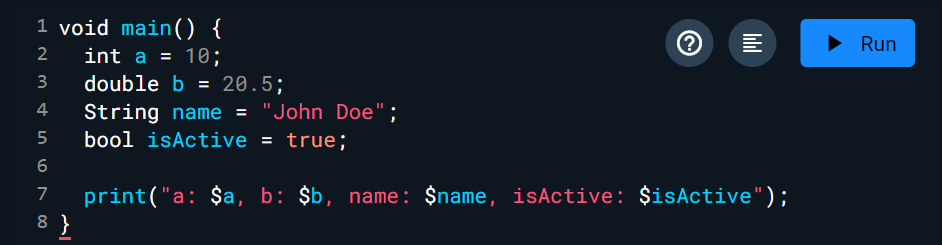 1 void main() {
2   int a = 10;
3   double b = 20.5;
4   String name = "John Doe";
5   bool isActive = true;
6
7   print("a: $a, b: $b, name: $name, isActive: $isActive");
8 }
? Run